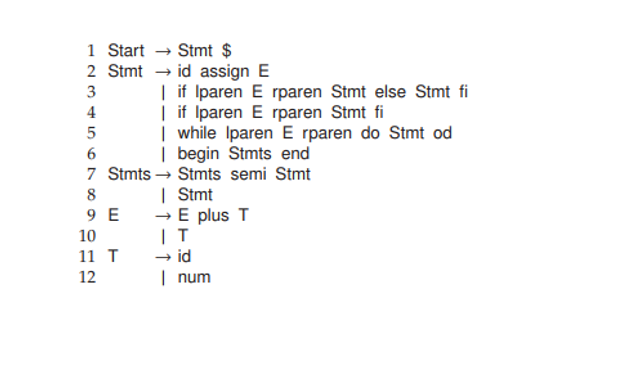 1 Start → Stmt $
2 Stmt → id assign E
3 | if lparen E rparen Stmt else Stmt fi
4 | if lparen E rparen Stmt fi
5 | while lparen E rparen do Stmt od
6 | begin Stmts end
7 Stmts → Stmts semi Stmt
8 | Stmt
9 E → E plus T
10 | T
11 T → id
12 | num